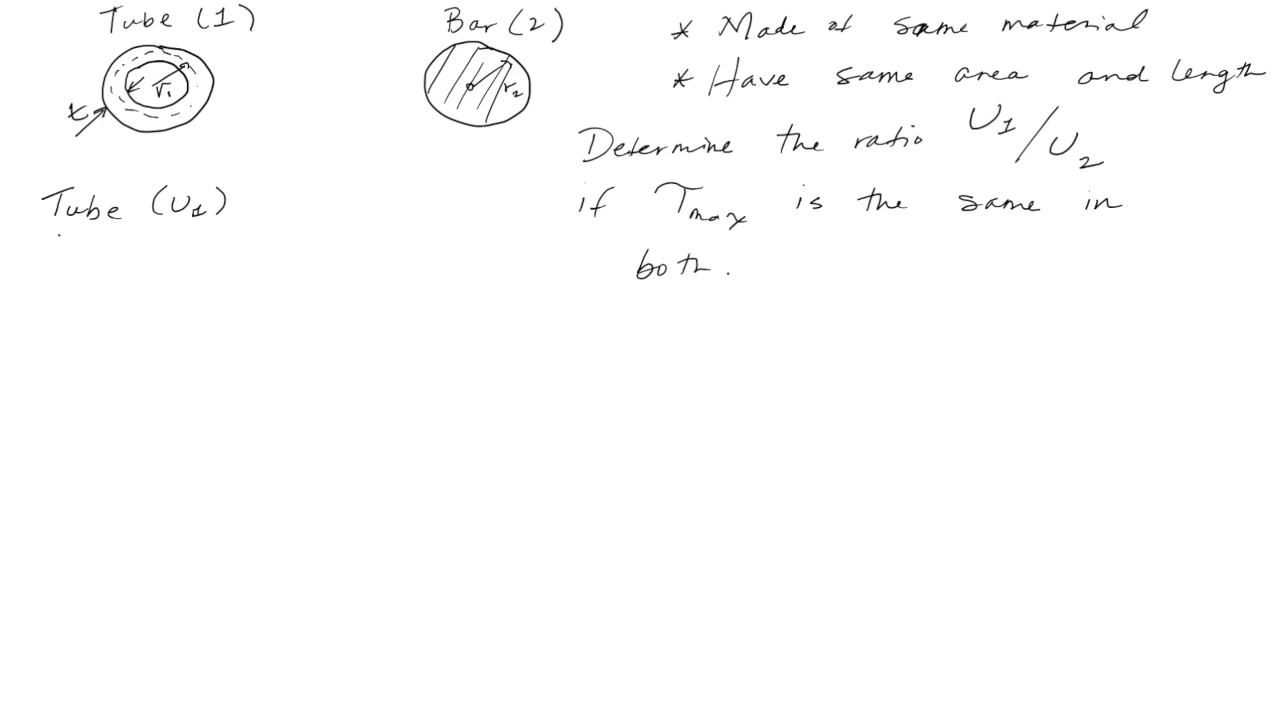 Tube (1)
Bar (2)
t
r₁
r₂
* Made of same material
* Have same area and length
Determine the ratio U₁/U₂
if τmax is the same in
both.
Tube (U₁)